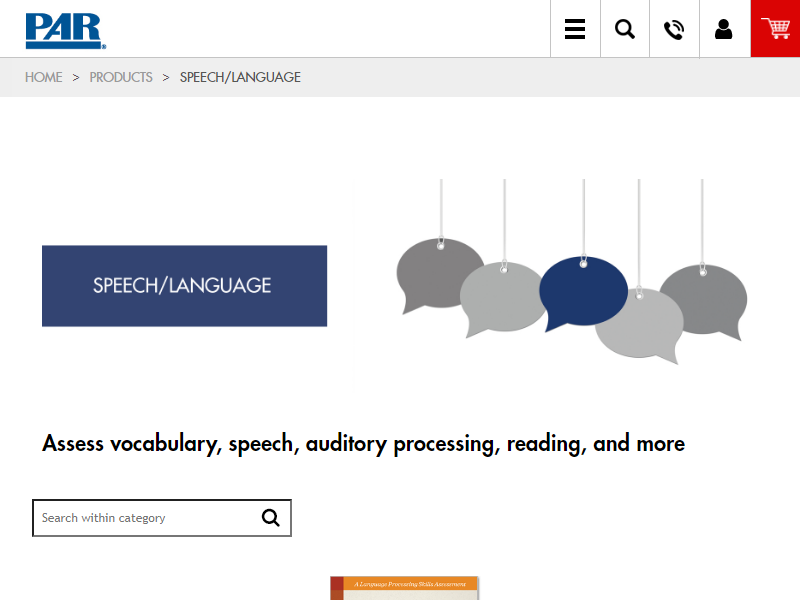 PAR®
HOME > PRODUCTS > SPEECH/LANGUAGE
SPEECH/LANGUAGE
Assess vocabulary, speech, auditory processing, reading, and more
Search within category
A Language Processing Skills Assessment